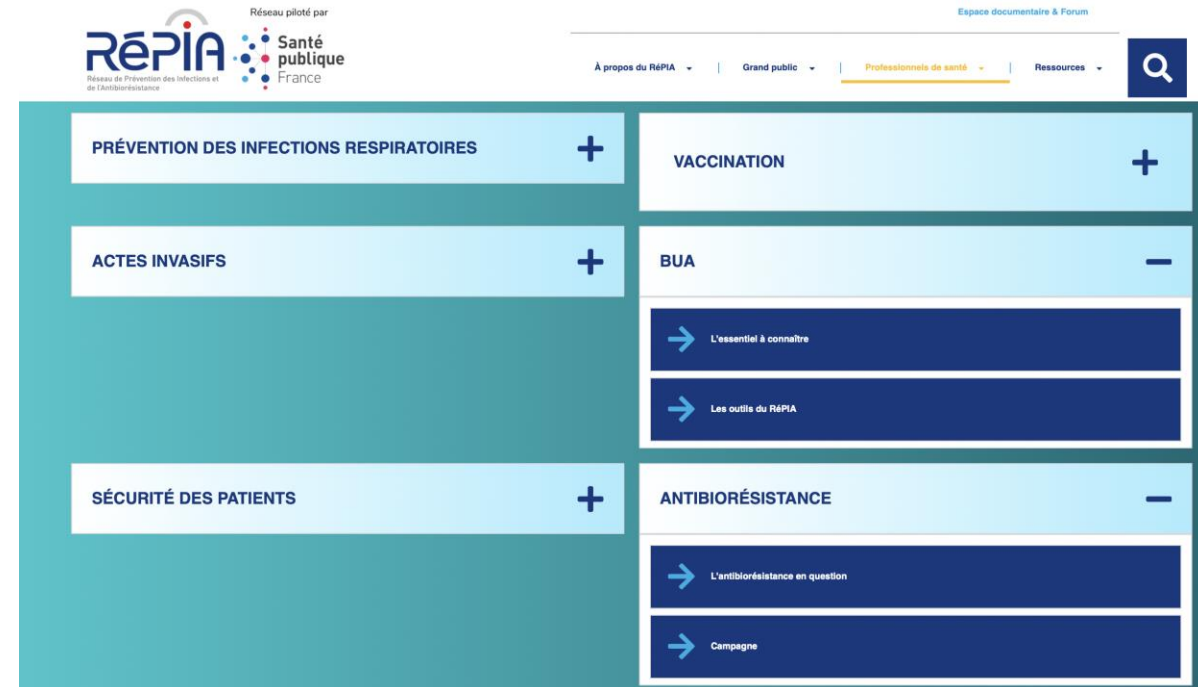 Réseau piloté par
Espace documentaire & Forum
RéPIA
Santé
publique
France
Réseau de Prévention des Infections et
de l'Antibiorésistance
À propos du RéPIA
Grand public
Professionnels de santé
Ressources
PRÉVENTION DES INFECTIONS RESPIRATOIRES
VACCINATION
ACTES INVASIFS
BUA
L'essentiel à connaître
Les outils du RéPIA
SÉCURITÉ DES PATIENTS
ANTIBIORÉSISTANCE
L'antibiorésistance en question
Campagne